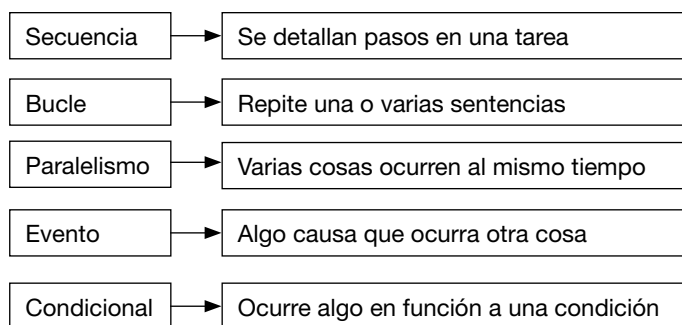 Secuencia
Se detallan pasos en una tarea
Bucle
Repite una o varias sentencias
Paralelismo
Varias cosas ocurren al mismo tiempo
Evento
Algo causa que ocurra otra cosa
Condicional
Ocurre algo en función a una condición